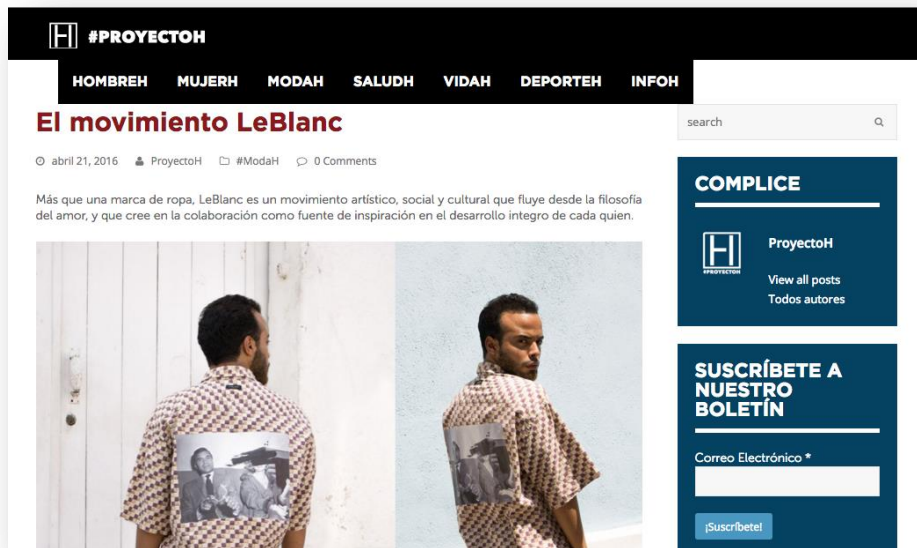 #PROYECTOH
HOMBREH MUJERH MODAH SALUDH VIDAH DEPORTEH INFOH
El movimiento LeBlanc
abril 21, 2016 ProyectoH #ModaH 0 Comments
Más que una marca de ropa, LeBlanc es un movimiento artístico, social y cultural que fluye desde la filosofía
del amor, y que cree en la colaboración como fuente de inspiración en el desarrollo integro de cada quien.
search
COMPLICE
#PROYECTOH
ProyectoH
View all posts
Todos autores
SUSCRÍBETE A
NUESTRO
BOLETÍN
Correo Electrónico *
¡Suscríbete!